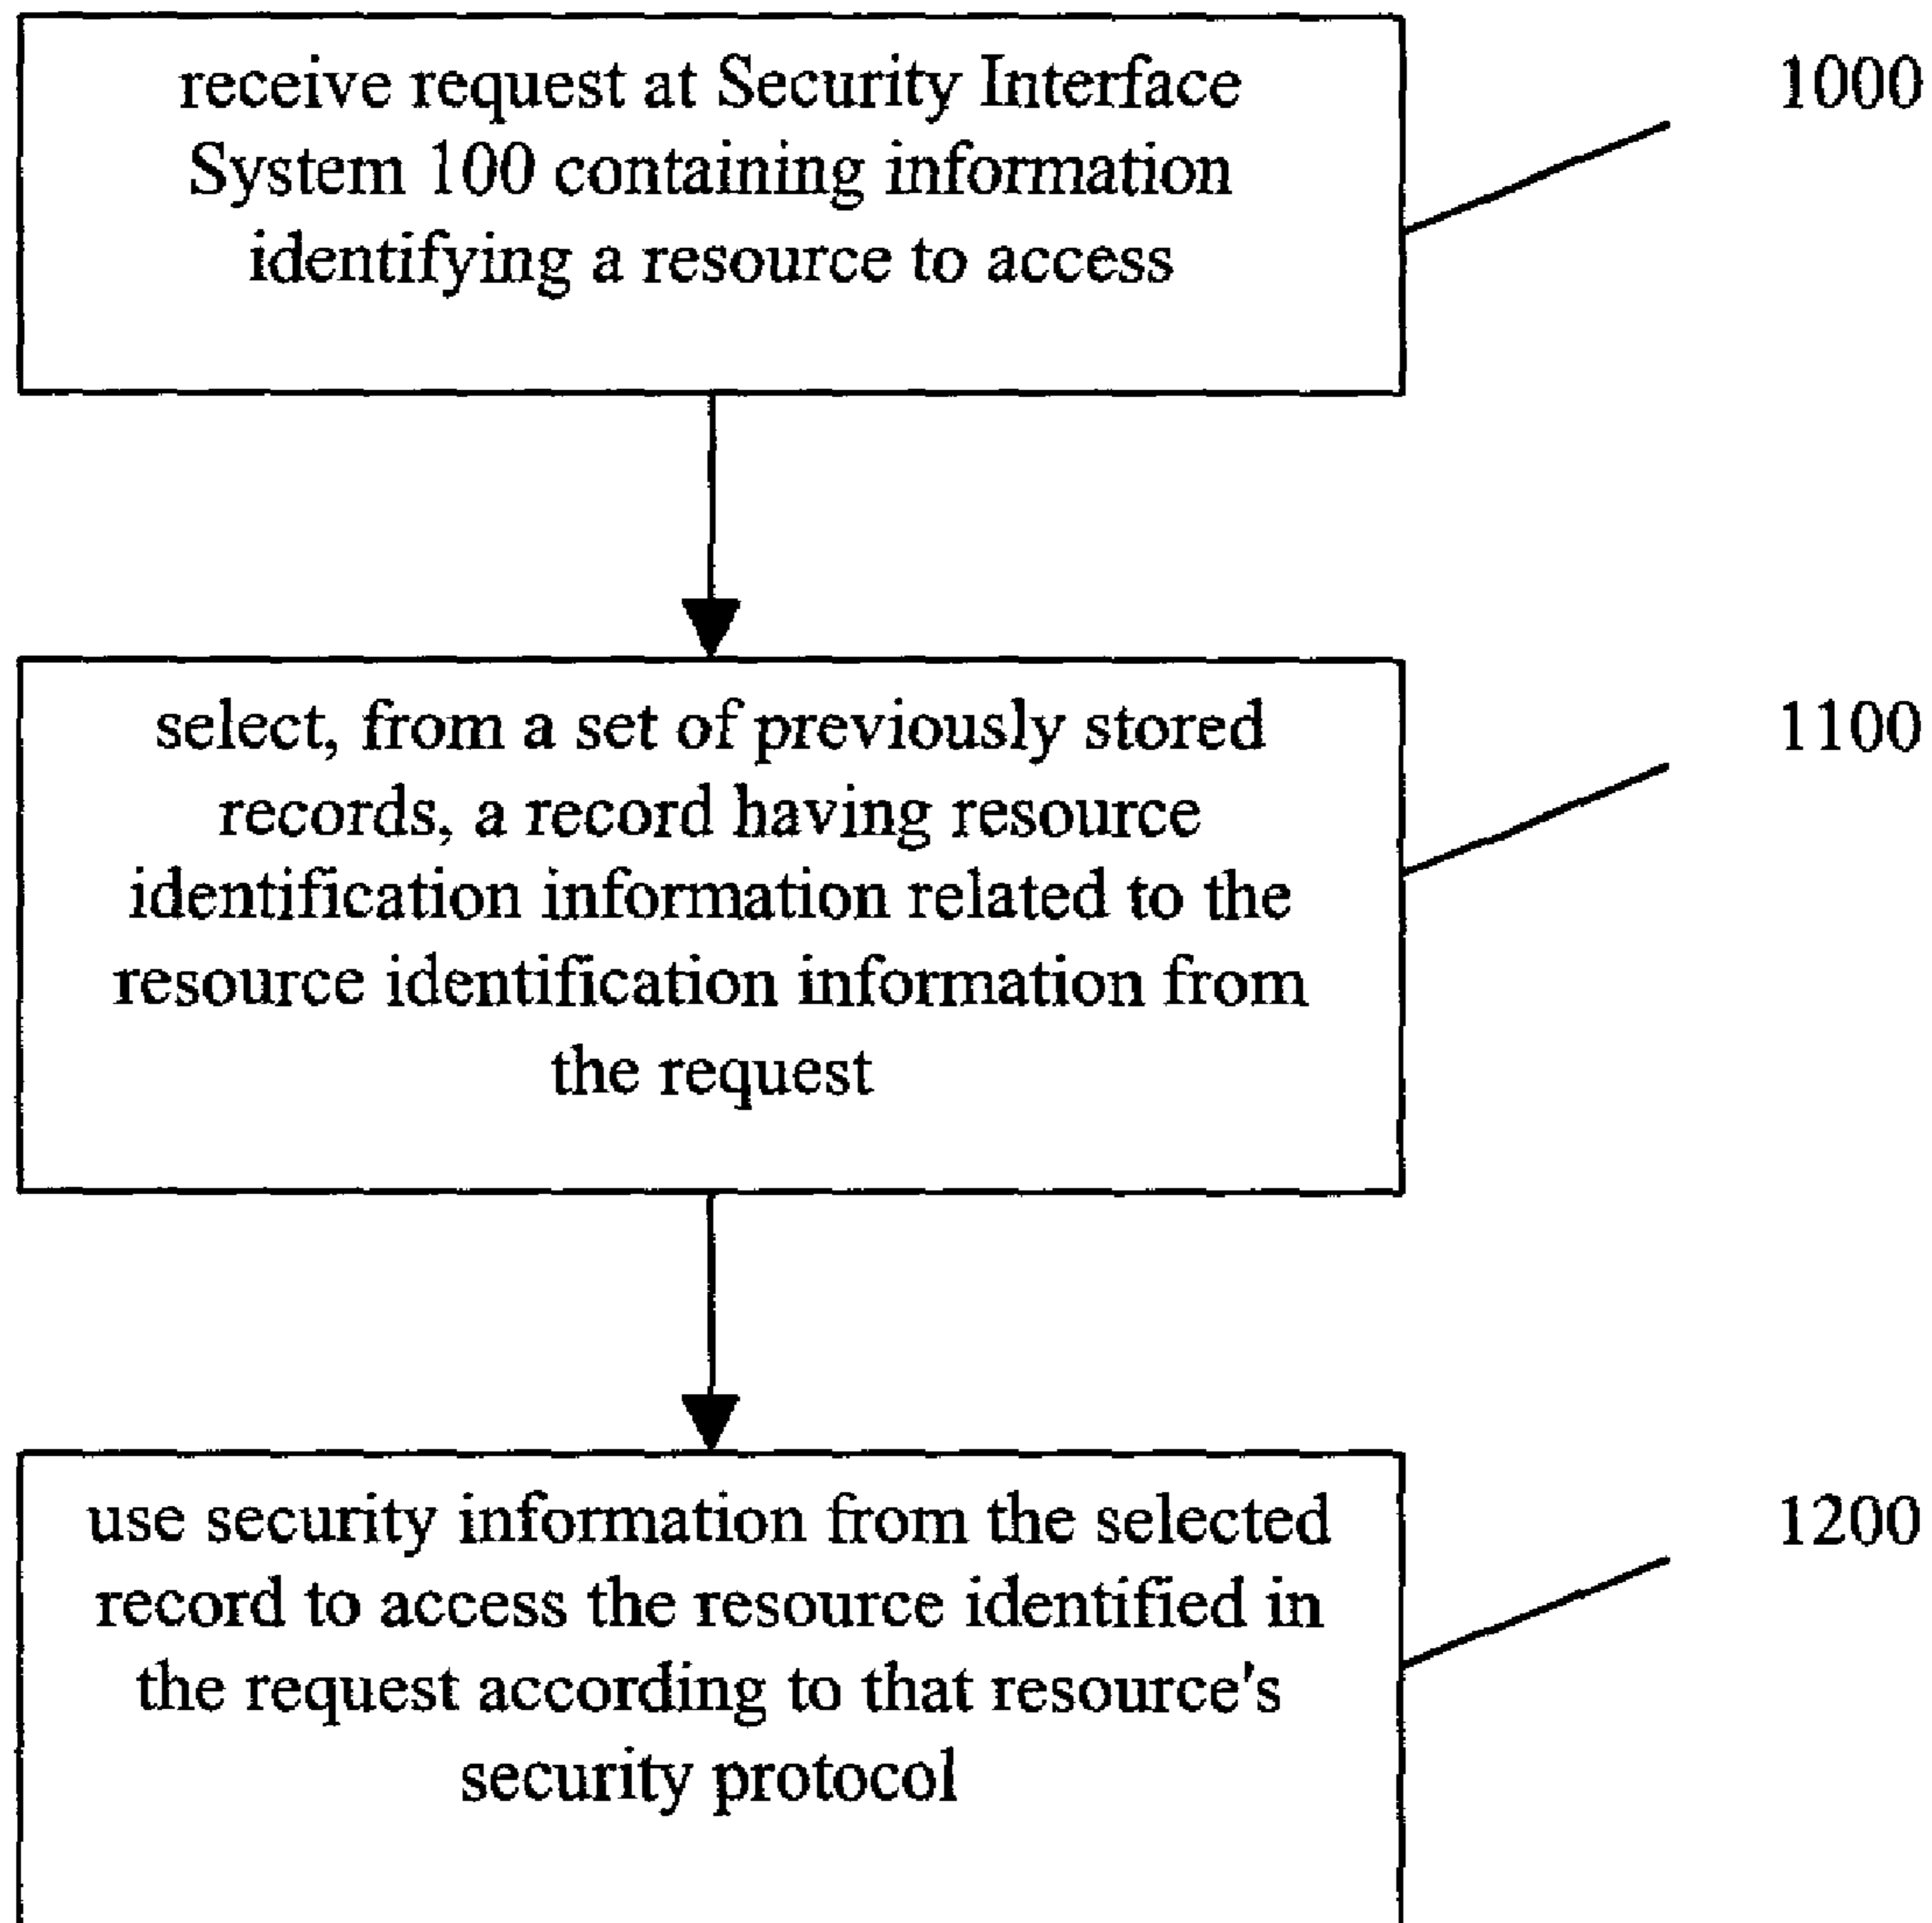 receive request at Security Interface
System 100 containing information
identifying a resource to access
1000
select, from a set of previously stored
records, a record having resource
identification information related to the
resource identification information from
the request
1100
use security information from the selected
record to access the resource identified in
the request according to that resource's
security protocol
1200